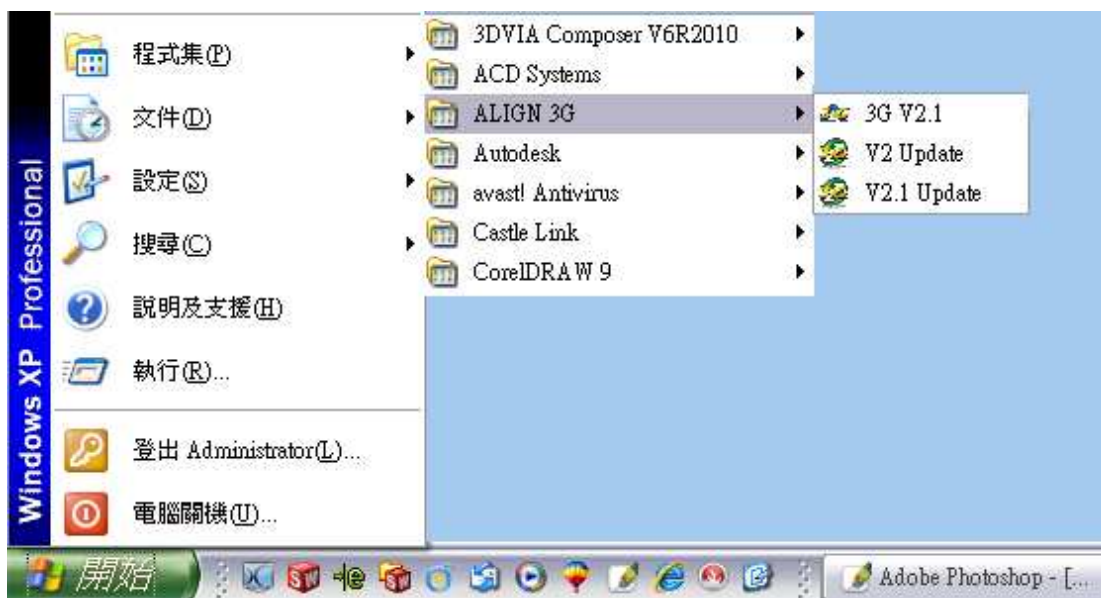 Windows XP Professional
程式集(P)
文件(D)
設定(S)
搜尋(C)
說明及支援(H)
執行(R)...
登出 Administrator(L)...
電腦關機(U)...
3DVIA Composer V6R2010
ACD Systems
ALIGN 3G
Autodesk
avast! Antivirus
Castle Link
CorelDRAW 9
3G V2.1
V2 Update
V2.1 Update
開始
Adobe Photoshop - [...